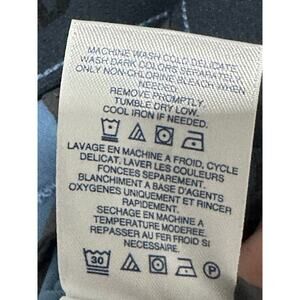 MACHINE WASH COLD, DELICATE.
WASH DARK COLORS SEPARATELY.
ONLY NON-CHLORINE BLEACH WHEN
NEEDED.
REMOVE PROMPTLY.
TUMBLE DRY LOW.
COOL IRON IF NEEDED.
LAVAGE EN MACHINE A FROID, CYCLE
DELICAT. LAVER LES COULEURS
FONCEES SEPAREMENT.
BLANCHIMENT A BASE D'AGENTS
OXYGENES UNIQUEMENT ET RINCER
RAPIDEMENT.
SECHAGE EN MACHINE A
TEMPERATURE MODEREE.
REPASSER AU FER FROID SI
NECESSAIRE.
30 P